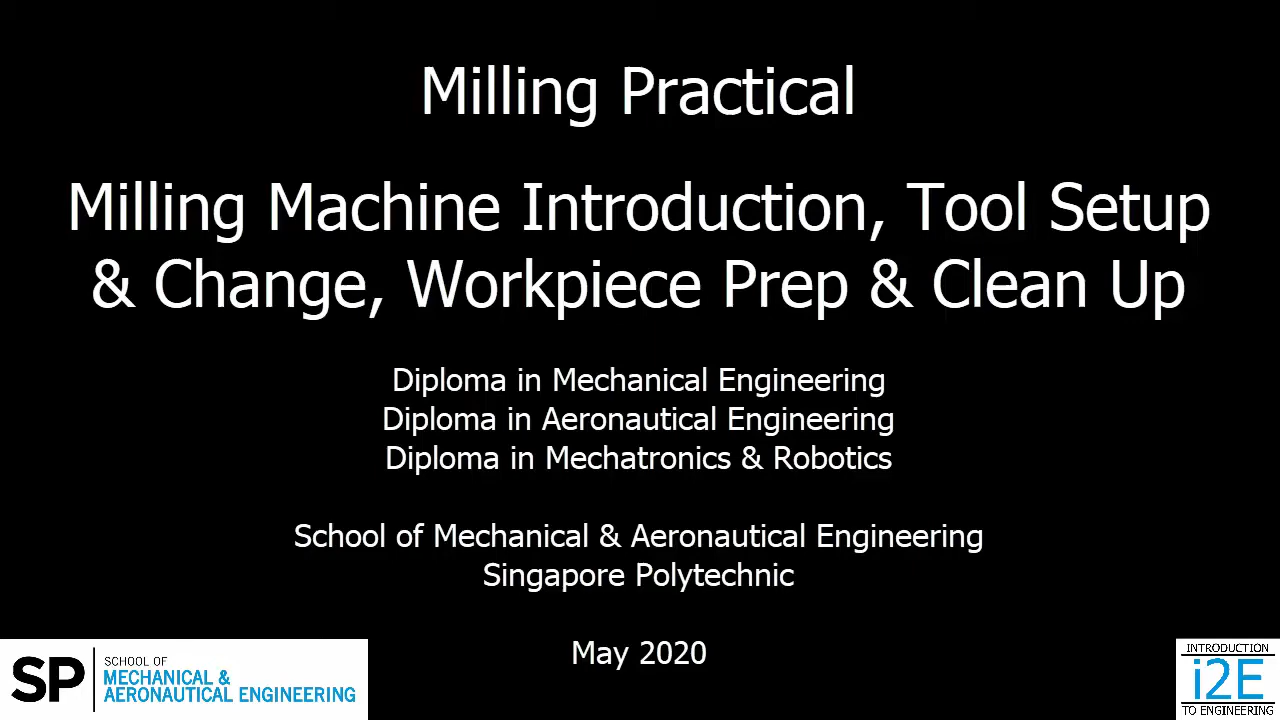 Milling Practical
Milling Machine Introduction, Tool Setup
& Change, Workpiece Prep & Clean Up
Diploma in Mechanical Engineering
Diploma in Aeronautical Engineering
Diploma in Mechatronics & Robotics
School of Mechanical & Aeronautical Engineering
Singapore Polytechnic
May 2020
SP
SCHOOL OF
MECHANICAL &
AERONAUTICAL ENGINEERING
INTRODUCTION
i2E
TO ENGINEERING